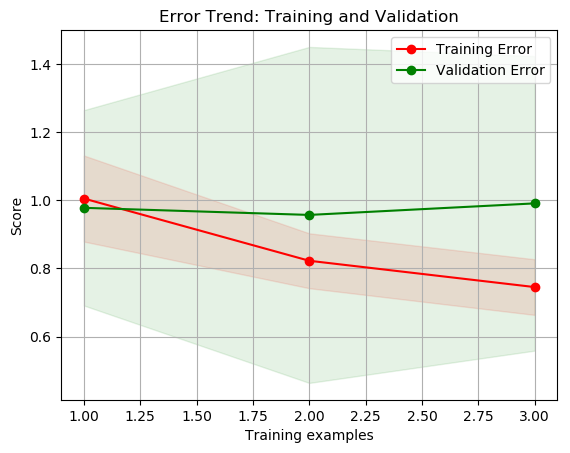 Error Trend: Training and Validation
Training Error
Validation Error
1.4
1.2
1.0
0.8
0.6
Score
1.00 1.25 1.50 1.75 2.00 2.25 2.50 2.75 3.00
Training examples